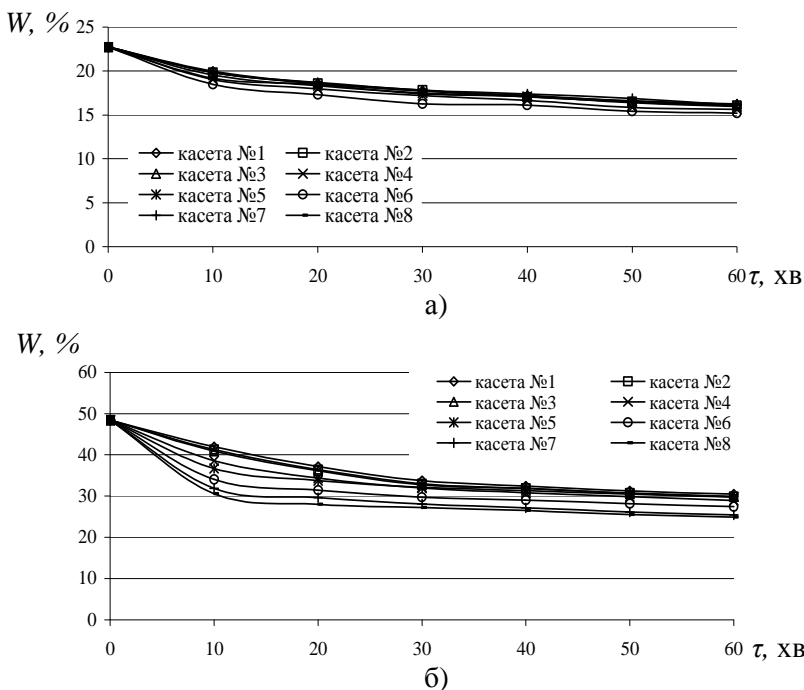 W, %
25
20
15
10
5
0
касета №1 касета №2
касета №3 касета №4
касета №5 касета №6
касета №7 касета №8
0 10 20 30 40 50 60 τ, хв
а)
W, %
60
50
40
30
20
10
0
касета №1 касета №2
касета №3 касета №4
касета №5 касета №6
касета №7 касета №8
0 10 20 30 40 50 60 τ, хв
б)